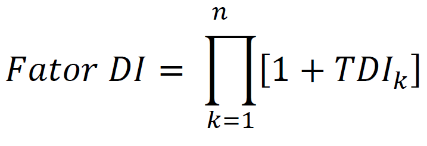 Fator DI = ∏_{k=1}^{n} [1 + TDI_k]